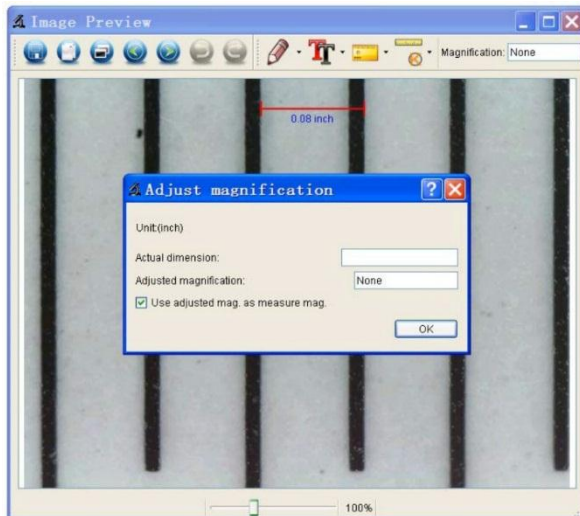 Image Preview
Magnification: None
0.08 inch
Adjust magnification
Unit:(inch)
Actual dimension:
Adjusted magnification: None
Use adjusted mag. as measure mag.
OK
100%